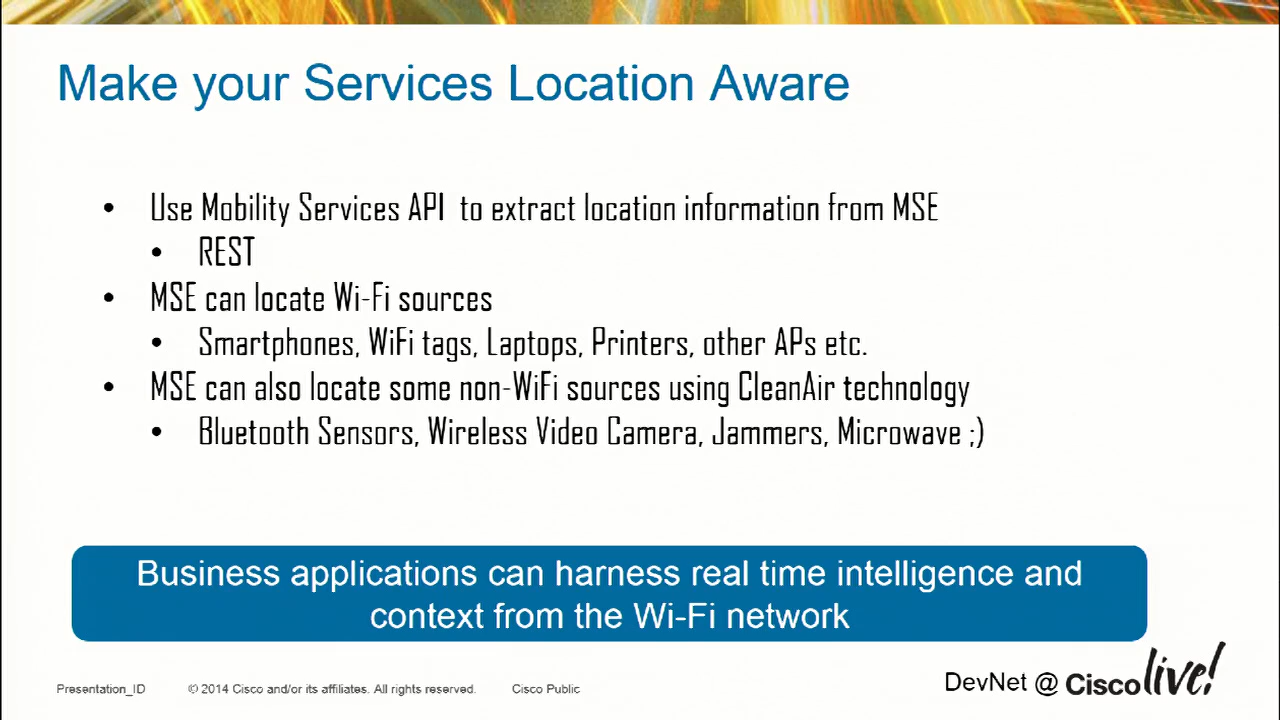 Make your Services Location Aware
• Use Mobility Services API to extract location information from MSE
• REST
• MSE can locate Wi-Fi sources
• Smartphones, WiFi tags, Laptops, Printers, other APs etc.
• MSE can also locate some non-WiFi sources using CleanAir technology
• Bluetooth Sensors, Wireless Video Camera, Jammers, Microwave ;)
Business applications can harness real time intelligence and
context from the Wi-Fi network
Presentation_ID © 2014 Cisco and/or its affiliates. All rights reserved. Cisco Public DevNet @ Cisco live!